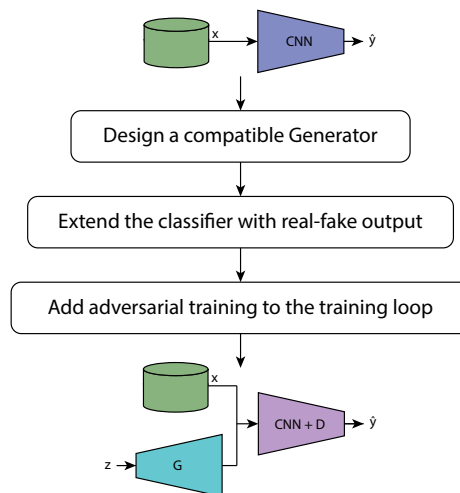 x
CNN
ŷ
Design a compatible Generator
Extend the classifier with real-fake output
Add adversarial training to the training loop
x
CNN + D
ŷ
z
G